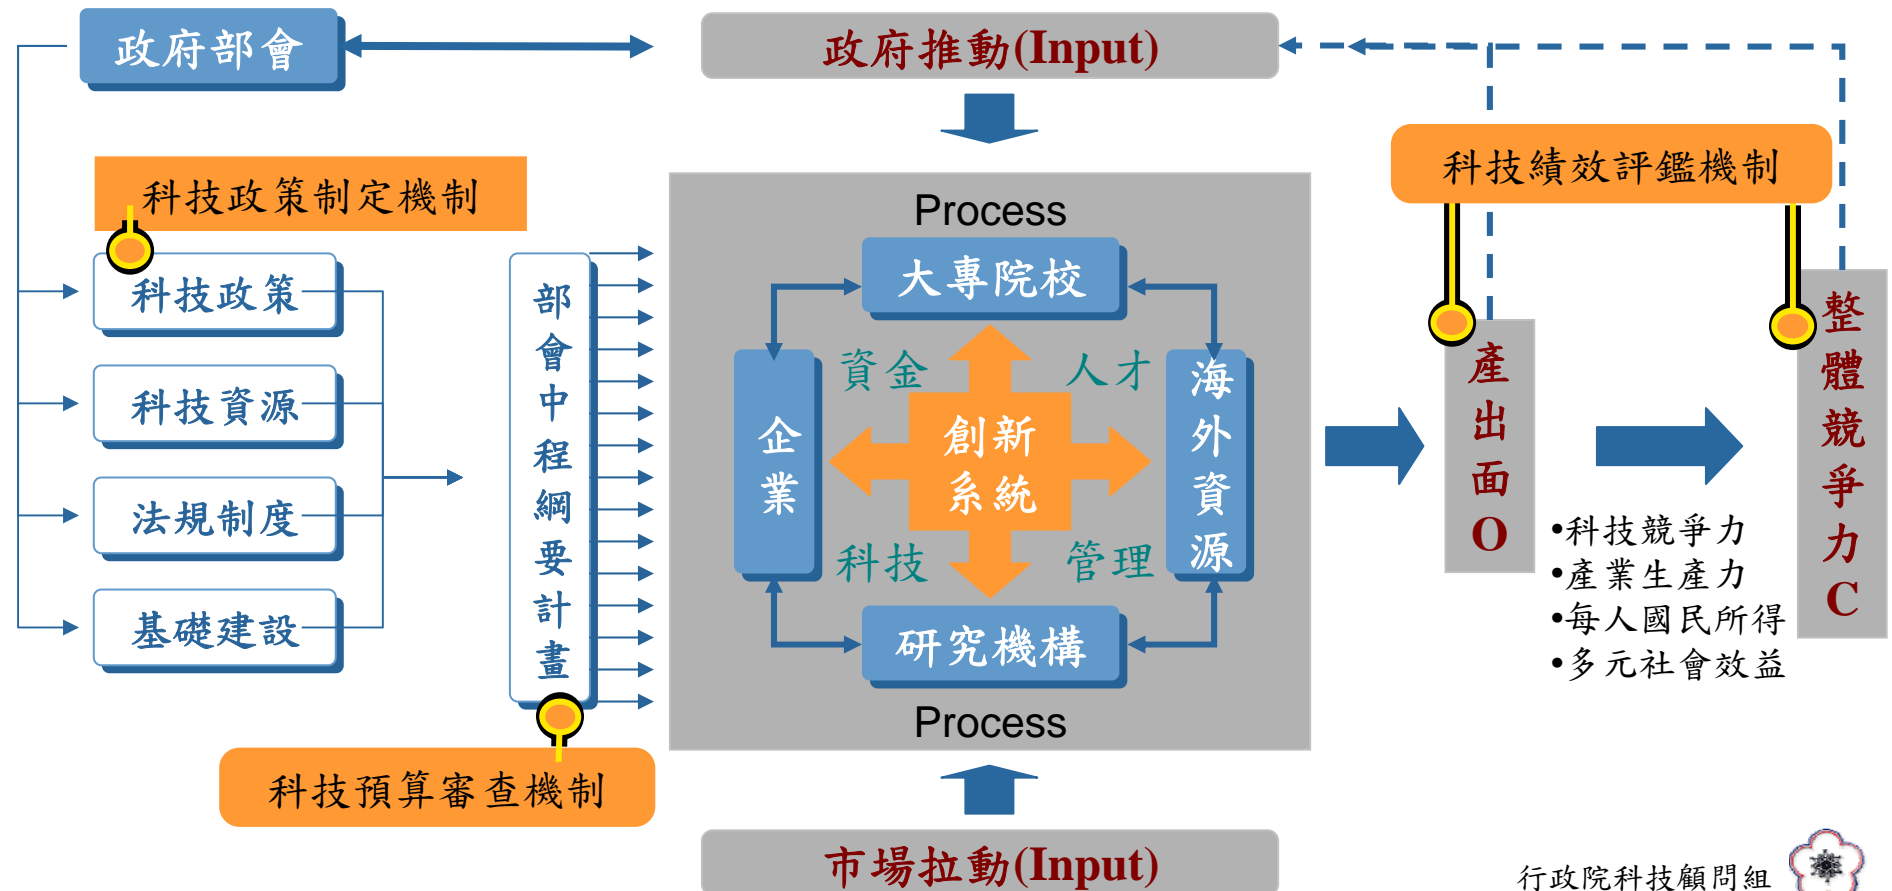 政府部會
政府推動(Input)
科技政策制定機制
科技績效評鑑機制
科技政策
科技資源
法規制度
基礎建設
部會中程綱要計畫
科技預算審查機制
Process
大專院校
資金
人才
企業
創新
系統
海外資源
科技
管理
研究機構
Process
市場拉動(Input)
產出面O
•科技競爭力
•產業生產力
•每人國民所得
•多元社會效益
整體競爭力C
行政院科技顧問組